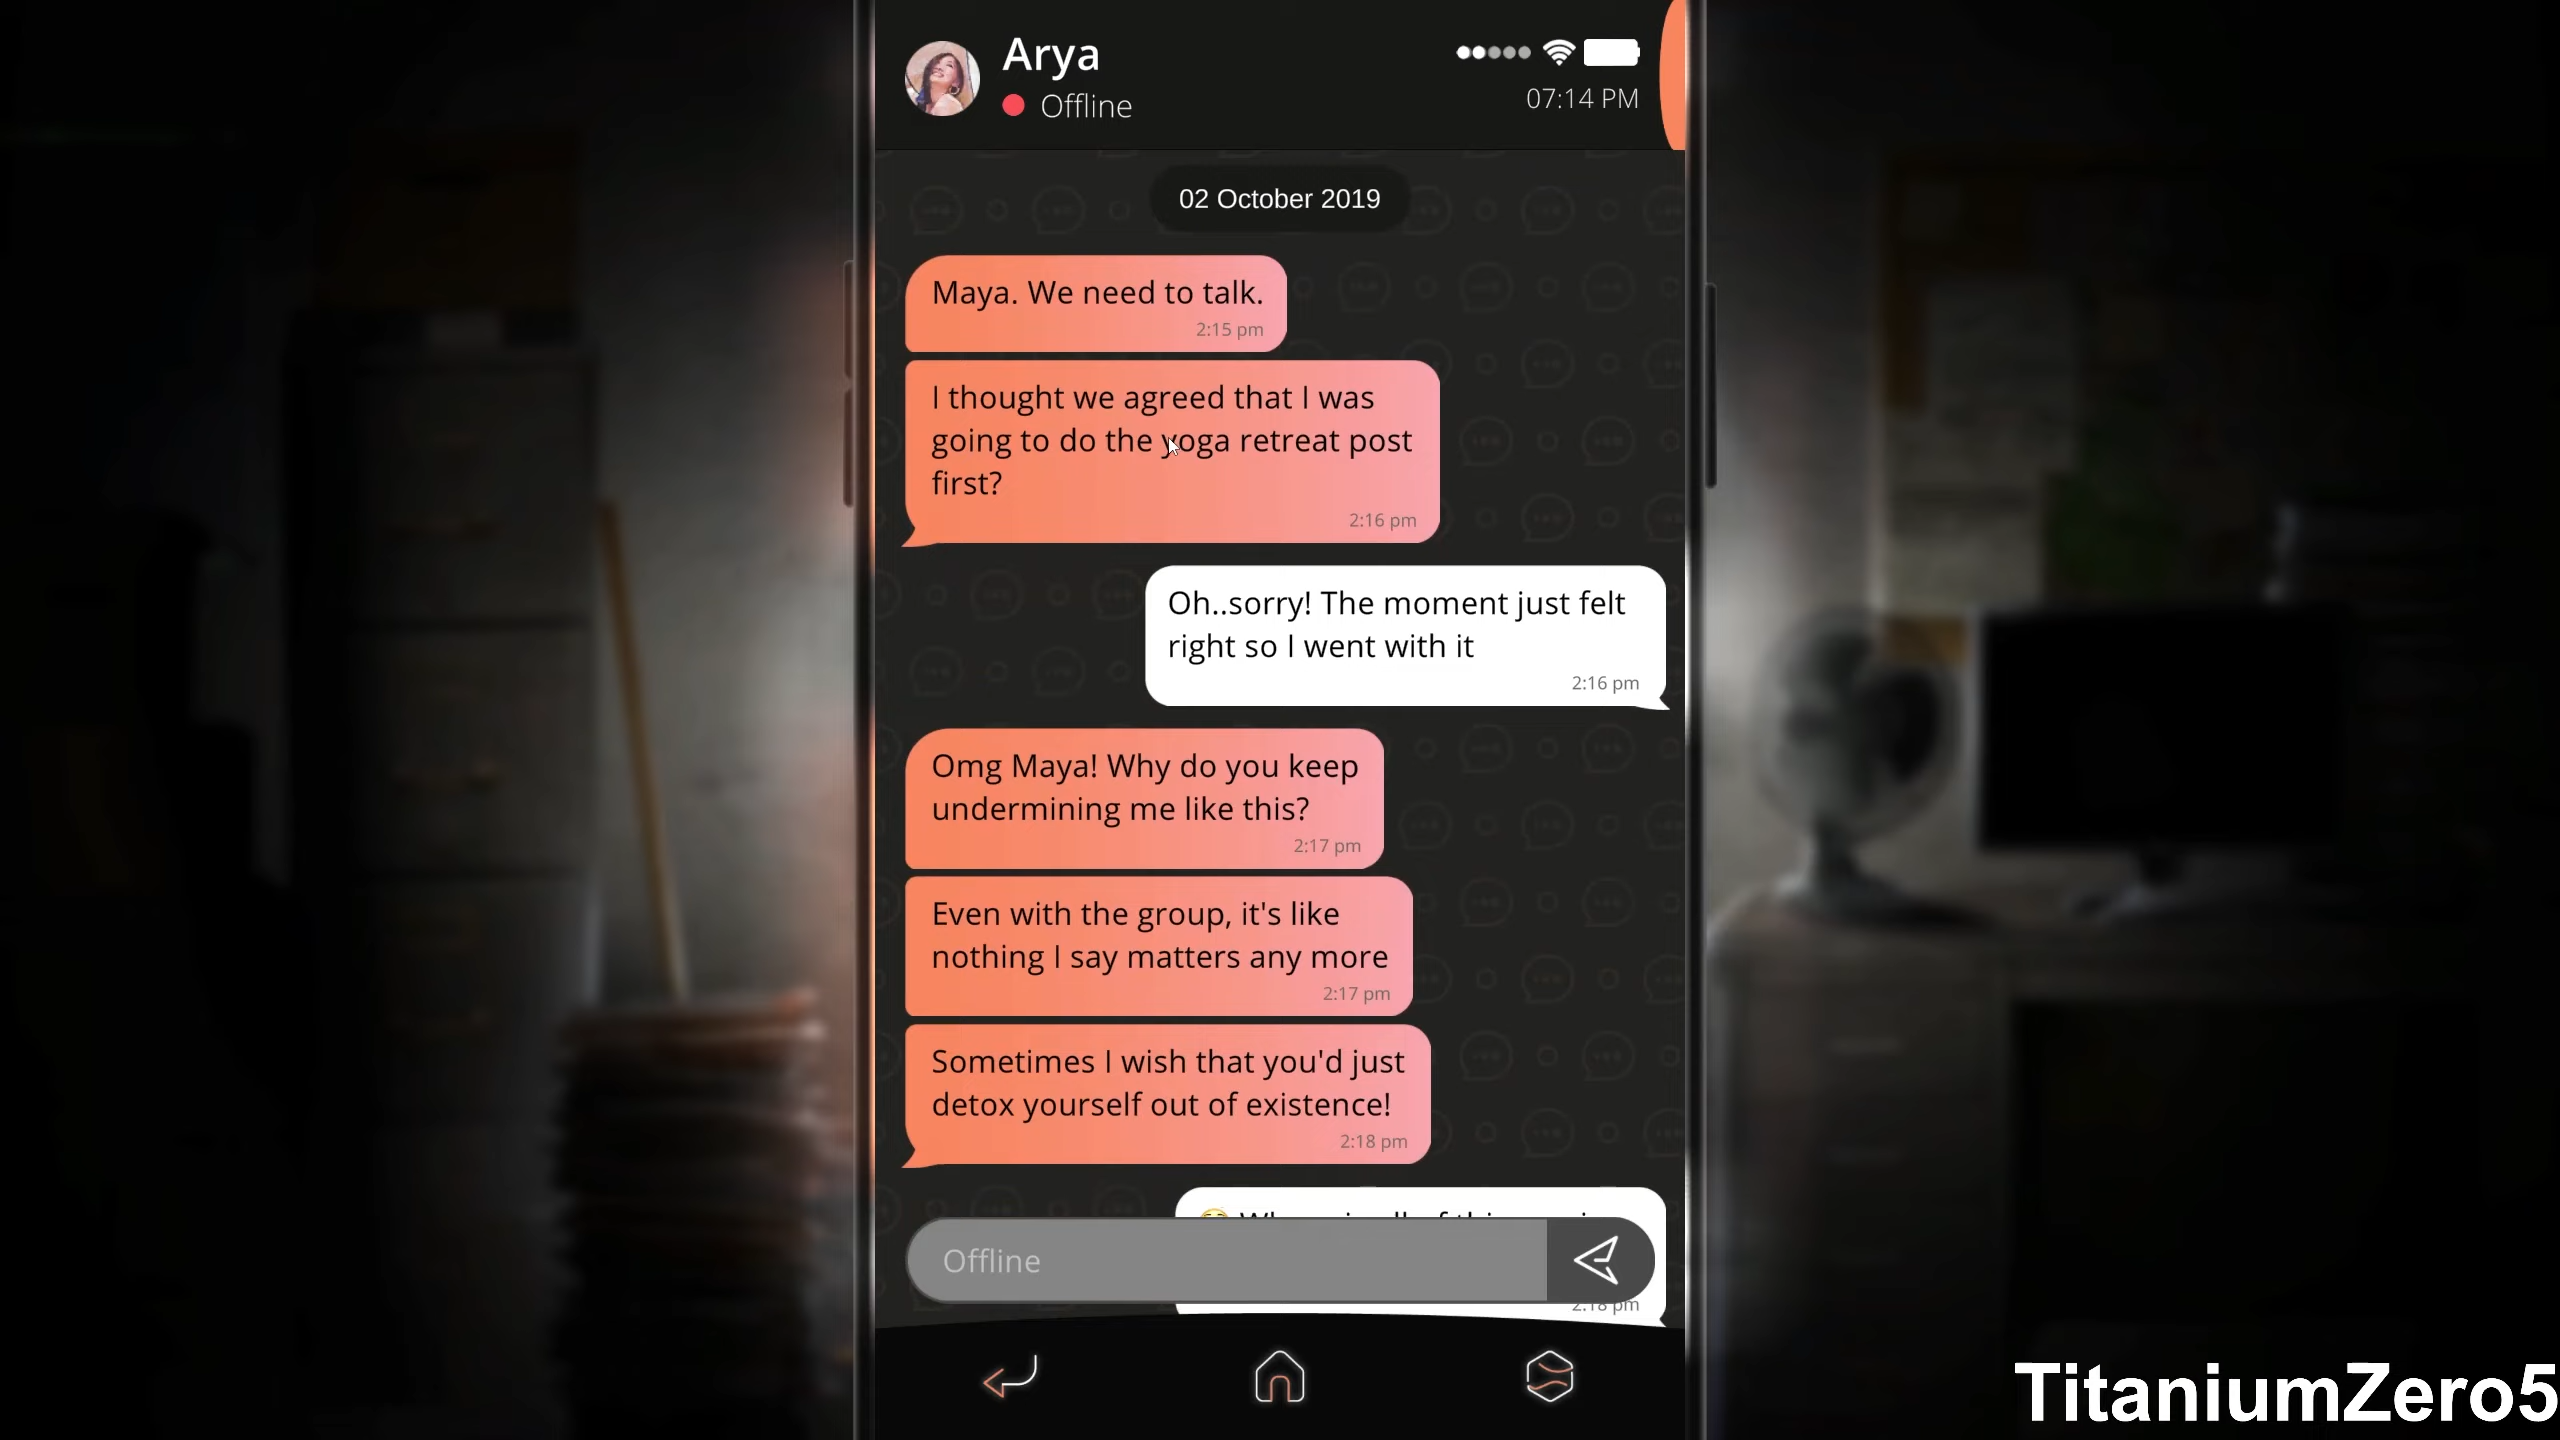 Arya
Offline
07:14 PM
02 October 2019
Maya. We need to talk.
2:15 pm
I thought we agreed that I was
going to do the yoga retreat post
first?
2:16 pm
Oh..sorry! The moment just felt
right so I went with it
2:16 pm
Omg Maya! Why do you keep
undermining me like this?
2:17 pm
Even with the group, it's like
nothing I say matters any more
2:17 pm
Sometimes I wish that you'd just
detox yourself out of existence!
2:18 pm
Offline
2:18 pm
TitaniumZero5